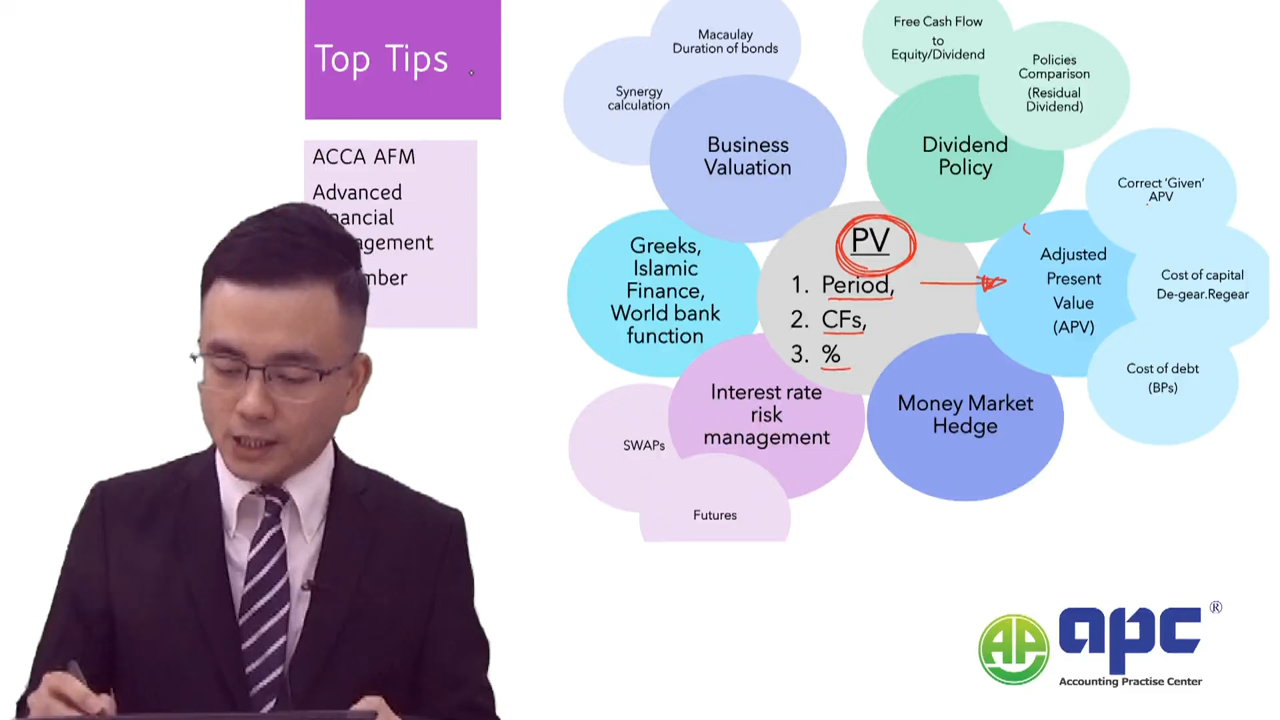 Top Tips
ACCA AFM
Advanced
Financial
Management
Macaulay
Duration of bonds
Synergy
calculation
Business
Valuation
Free Cash Flow
to
Equity/Dividend
Policies
Comparison
(Residual
Dividend)
Dividend
Policy
Correct 'Given'
APV
Adjusted
Present
Value
(APV)
Cost of capital
De-gear.Regear
Cost of debt
(BPs)
PV
1. Period,
2. CFs,
3. %
Greeks,
Islamic
Finance,
World bank
function
Interest rate
risk
management
SWAPs
Futures
Money Market
Hedge
AP
apc®
Accounting Practise Center